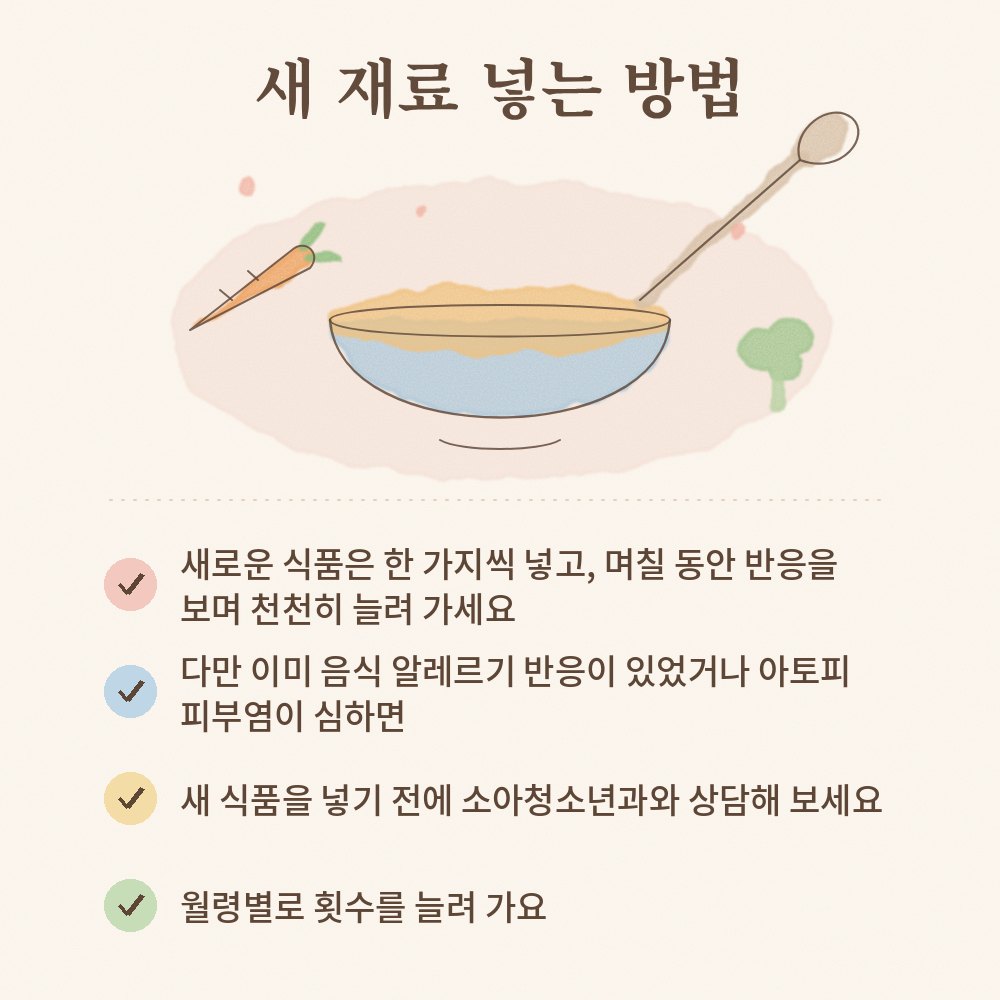 새 재료 넣는 방법
새로운 식품은 한 가지씩 넣고, 며칠 동안 반응을
보며 천천히 늘려 가세요
다만 이미 음식 알레르기 반응이 있었거나 아토피
피부염이 심하면
새 식품을 넣기 전에 소아청소년과와 상담해 보세요
월령별로 횟수를 늘려 가요